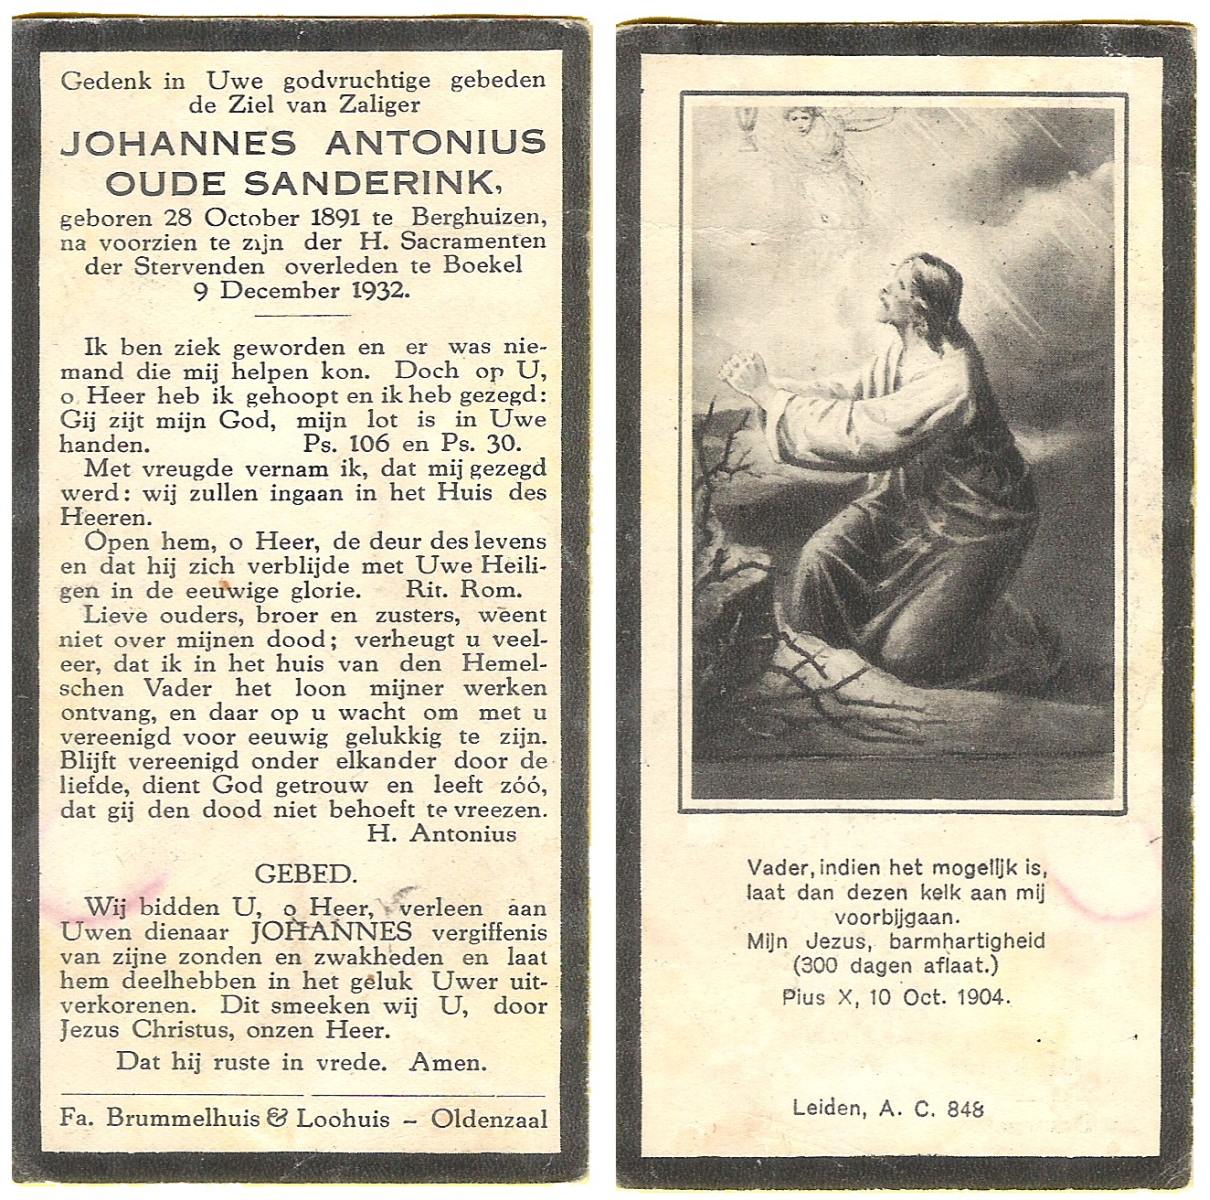 Gedenk in Uwe godvruchtige gebeden
de Ziel van Zaliger
JOHANNES ANTONIUS
OUDE SANDERINK,
geboren 28 October 1891 te Berghuizen,
na voorzien te zijn der H. Sacramenten
der Stervenden overleden te Boekel
9 December 1932.
Ik ben ziek geworden en er was nie-
mand die mij helpen kon. Doch op U,
o Heer heb ik gehoopt en ik heb gezegd:
Gij zijt mijn God, mijn lot is in Uwe
handen. Ps. 106 en Ps. 30.
Met vreugde vernam ik, dat mij gezegd
werd: wij zullen ingaan in het Huis des
Heeren.
Open hem, o Heer, de deur des levens
en dat hij zich verblijde met Uwe Heili-
gen in de eeuwige glorie. Rit. Rom.
Lieve ouders, broer en zusters, weent
niet over mijnen dood; verheugt u veel-
eer, dat ik in het huis van den Hemel-
schen Vader het loon mijner werken
ontvang, en daar op u wacht om met u
vereenigd voor eeuwig gelukkig te zijn.
Blijft vereenigd onder elkander door de
liefde, dient God getrouw en leeft zóó,
dat gij den dood niet behoeft te vreezen.
H. Antonius
GEBED.
Wij bidden U, o Heer, verleen aan
Uwen dienaar JOHANNES vergiffenis
van zijne zonden en zwakheden en laat
hem deelhebben in het geluk Uwer uit-
verkorenen. Dit smeeken wij U, door
Jezus Christus, onzen Heer.
Dat hij ruste in vrede. Amen.
Fa. Brummelhuis & Loohuis – Oldenzaal
Vader, indien het mogelijk is,
laat dan dezen kelk aan mij
voorbijgaan.
Mijn Jezus, barmhartigheid
(300 dagen aflaat.)
Pius X, 10 Oct. 1904.
Leiden, A. C. 848